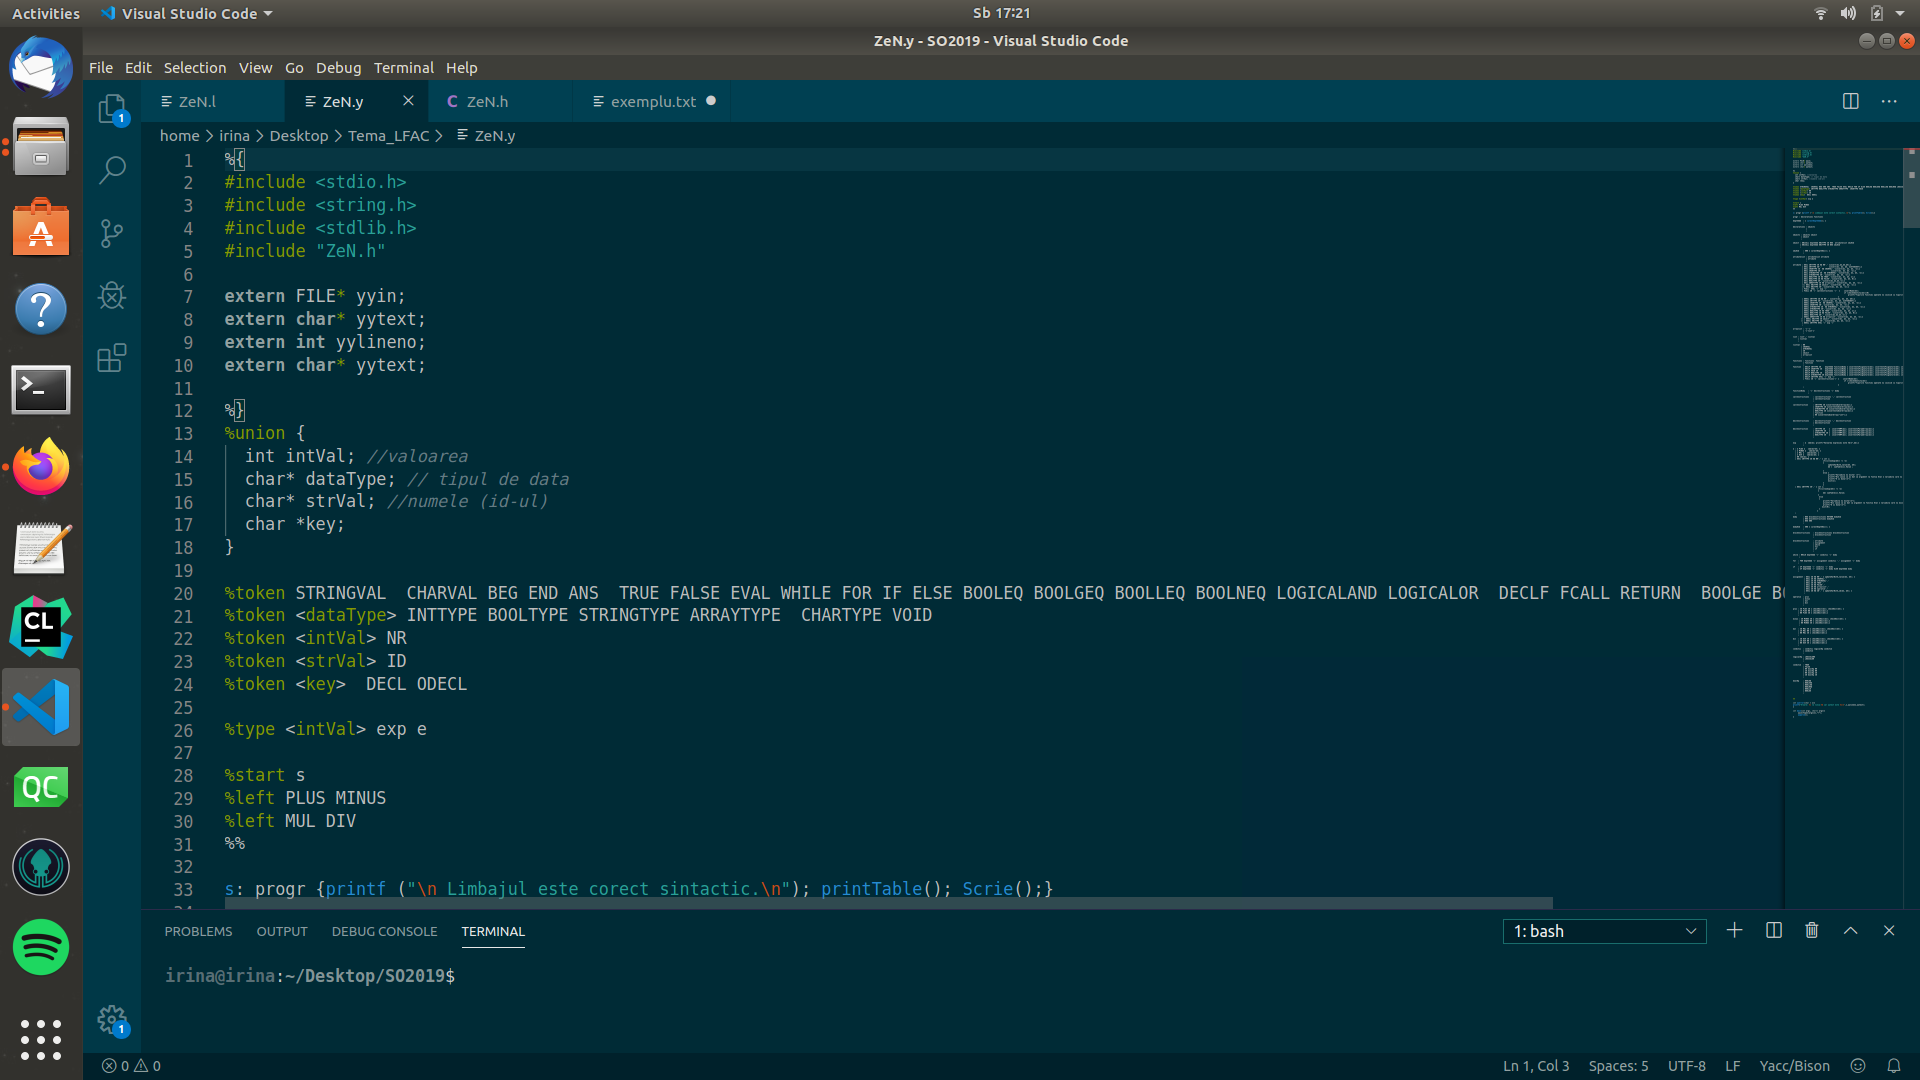 Activities
Visual Studio Code
Sb 17:21
ZeN.y - SO2019 - Visual Studio Code
File Edit Selection View Go Debug Terminal Help
ZeN.l
ZeN.y
C ZeN.h
exemplu.txt
home > irina > Desktop > Tema_LFAC > ZeN.y
1 %{
2 #include <stdio.h>
3 #include <string.h>
4 #include <stdlib.h>
5 #include "ZeN.h"
6
7 extern FILE* yyin;
8 extern char* yytext;
9 extern int yylineno;
10 extern char* yytext;
11
12 %}
13 %union {
14 int intVal; //valoarea
15 char* dataType; // tipul de data
16 char* strVal; //numele (id-ul)
17 char *key;
18 }
19
20 %token STRINGVAL  CHARVAL BEG END ANS  TRUE FALSE EVAL WHILE FOR IF ELSE BOOLEQ BOOLGEQ BOOLLEQ BOOLNEQ LOGICALAND LOGICALOR  DECLF FCALL RETURN  BOOLGE
21 %token <dataType> INTTYPE BOOLTYPE STRINGTYPE ARRAYTYPE  CHARTYPE VOID
22 %token <intVal> NR
23 %token <strVal> ID
24 %token <key>  DECL ODECL
25
26 %type <intVal> exp e
27
28 %start s
29 %left PLUS MINUS
30 %left MUL DIV
31 %%
32
33 s: progr {printf ("\n Limbajul este corect sintactic.\n"); printTable(); Scrie();}
PROBLEMS OUTPUT DEBUG CONSOLE TERMINAL
1: bash
irina@irina:~/Desktop/SO2019$
0 0
Ln 1, Col 3 Spaces: 5 UTF-8 LF Yacc/Bison
1
1
CL
QC